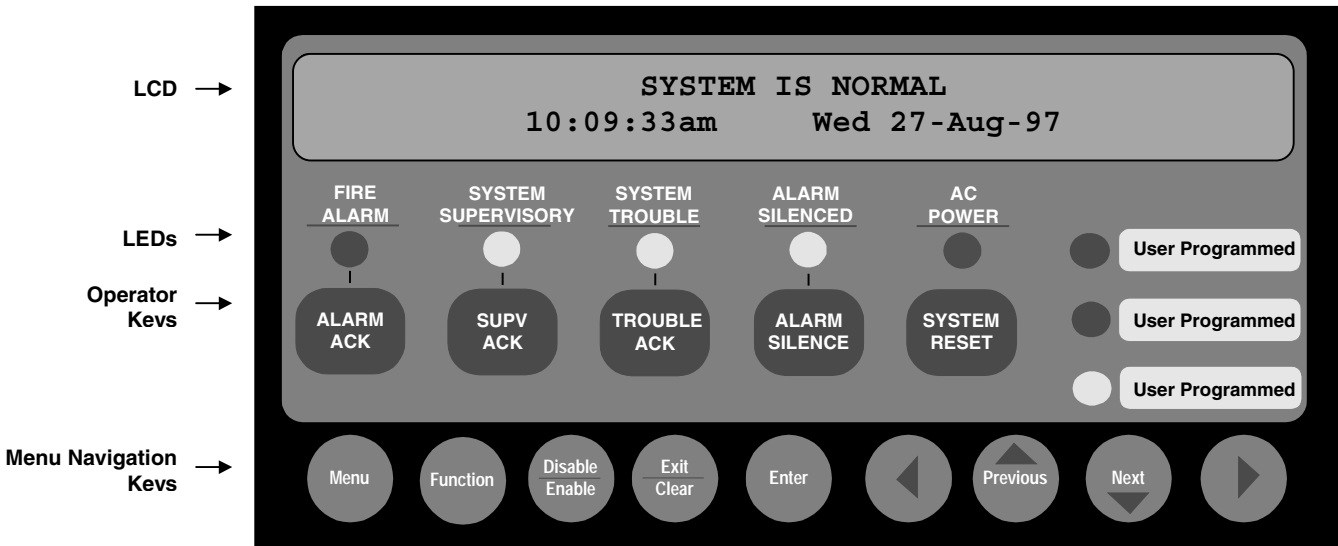 LCD
SYSTEM IS NORMAL
10:09:33am Wed 27-Aug-97
FIRE
ALARM
SYSTEM
SUPERVISORY
SYSTEM
TROUBLE
ALARM
SILENCED
AC
POWER
LEDs
User Programmed
Operator
Kevs
ALARM
ACK
SUPV
ACK
TROUBLE
ACK
ALARM
SILENCE
SYSTEM
RESET
User Programmed
User Programmed
Menu Navigation
Kevs
Menu
Function
Disable
Enable
Exit
Clear
Enter
Previous
Next